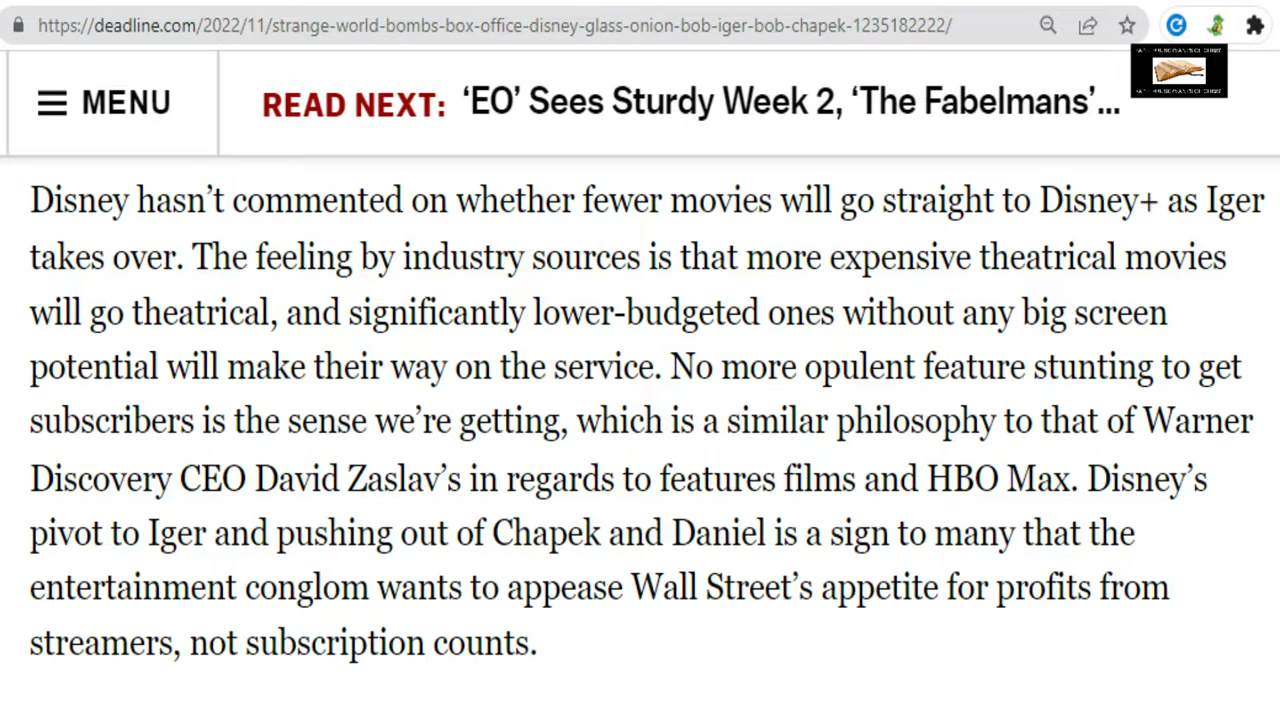 https://deadline.com/2022/11/strange-world-bombs-box-office-disney-glass-onion-bob-iger-bob-chapek-1235182222/
MENU
READ NEXT: ‘EO’ Sees Sturdy Week 2, ‘The Fabelmans’...
Disney hasn’t commented on whether fewer movies will go straight to Disney+ as Iger
takes over. The feeling by industry sources is that more expensive theatrical movies
will go theatrical, and significantly lower-budgeted ones without any big screen
potential will make their way on the service. No more opulent feature stunting to get
subscribers is the sense we’re getting, which is a similar philosophy to that of Warner
Discovery CEO David Zaslav’s in regards to features films and HBO Max. Disney’s
pivot to Iger and pushing out of Chapek and Daniel is a sign to many that the
entertainment conglom wants to appease Wall Street’s appetite for profits from
streamers, not subscription counts.